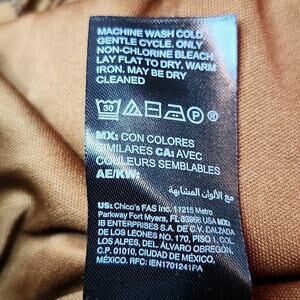 MACHINE WASH COLD
GENTLE CYCLE. ONLY
NON-CHLORINE BLEACH
LAY FLAT TO DRY. WARM
IRON. MAY BE DRY
CLEANED
30 P
MX: CON COLORES
SIMILARES CA: AVEC
COULEURS SEMBLABLES
AE/KW:
مع الألوان المشابهة
US: Chico's FAS Inc. 11215 Metro
Parkway Fort Myers, FL 33966 USA MX:
IB ENTERPRISES S.A. DE C.V. CALZADA
DE LOS LEONES NO. 170, PISO 1, COL
LOS ALPES, DEL. ÁLVARO OBREGÓN,
C.P. 01010, CIUDAD DE MÉXICO,
MÉXICO. RFC: IEN1701241PA